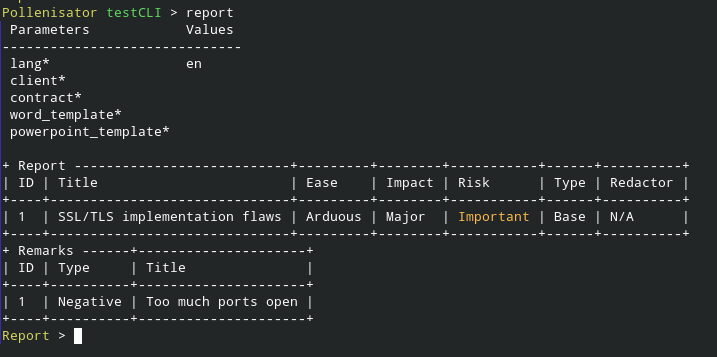 Pollenisator testCLI > report
 Parameters          Values
------------------------------
 lang*                 en
 client*
 contract*
 word_template*
 powerpoint_template*

+ Report ---------------------------+---------+--------+-----------+------+----------+
| ID | Title                        | Ease    | Impact | Risk      | Type | Redactor |
+----+------------------------------+---------+--------+-----------+------+----------+
| 1  | SSL/TLS implementation flaws | Arduous | Major  | Important | Base | N/A      |
+----+------------------------------+---------+--------+-----------+------+----------+
+ Remarks ------+---------------------+
| ID | Type     | Title               |
+----+----------+---------------------+
| 1  | Negative | Too much ports open |
+----+----------+---------------------+
Report >